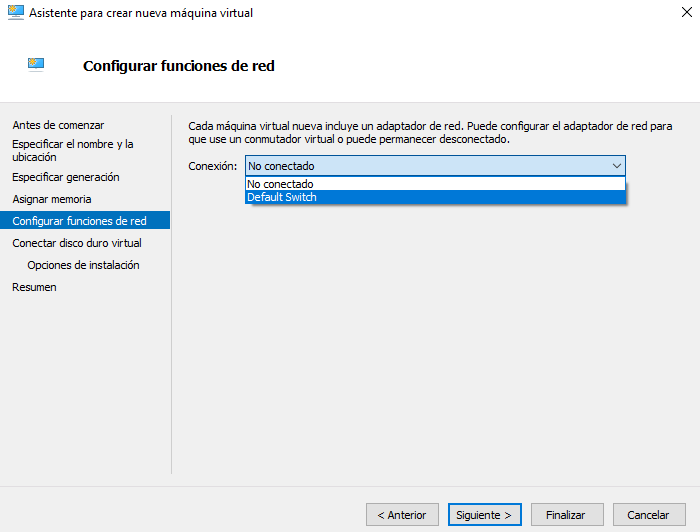 Asistente para crear nueva máquina virtual
Configurar funciones de red
Antes de comenzar
Especificar el nombre y la
ubicación
Especificar generación
Asignar memoria
Configurar funciones de red
Conectar disco duro virtual
Opciones de instalación
Resumen
Cada máquina virtual nueva incluye un adaptador de red. Puede configurar el adaptador de red para
que use un conmutador virtual o puede permanecer desconectado.
Conexión: No conectado
No conectado
Default Switch
< Anterior
Siguiente >
Finalizar
Cancelar